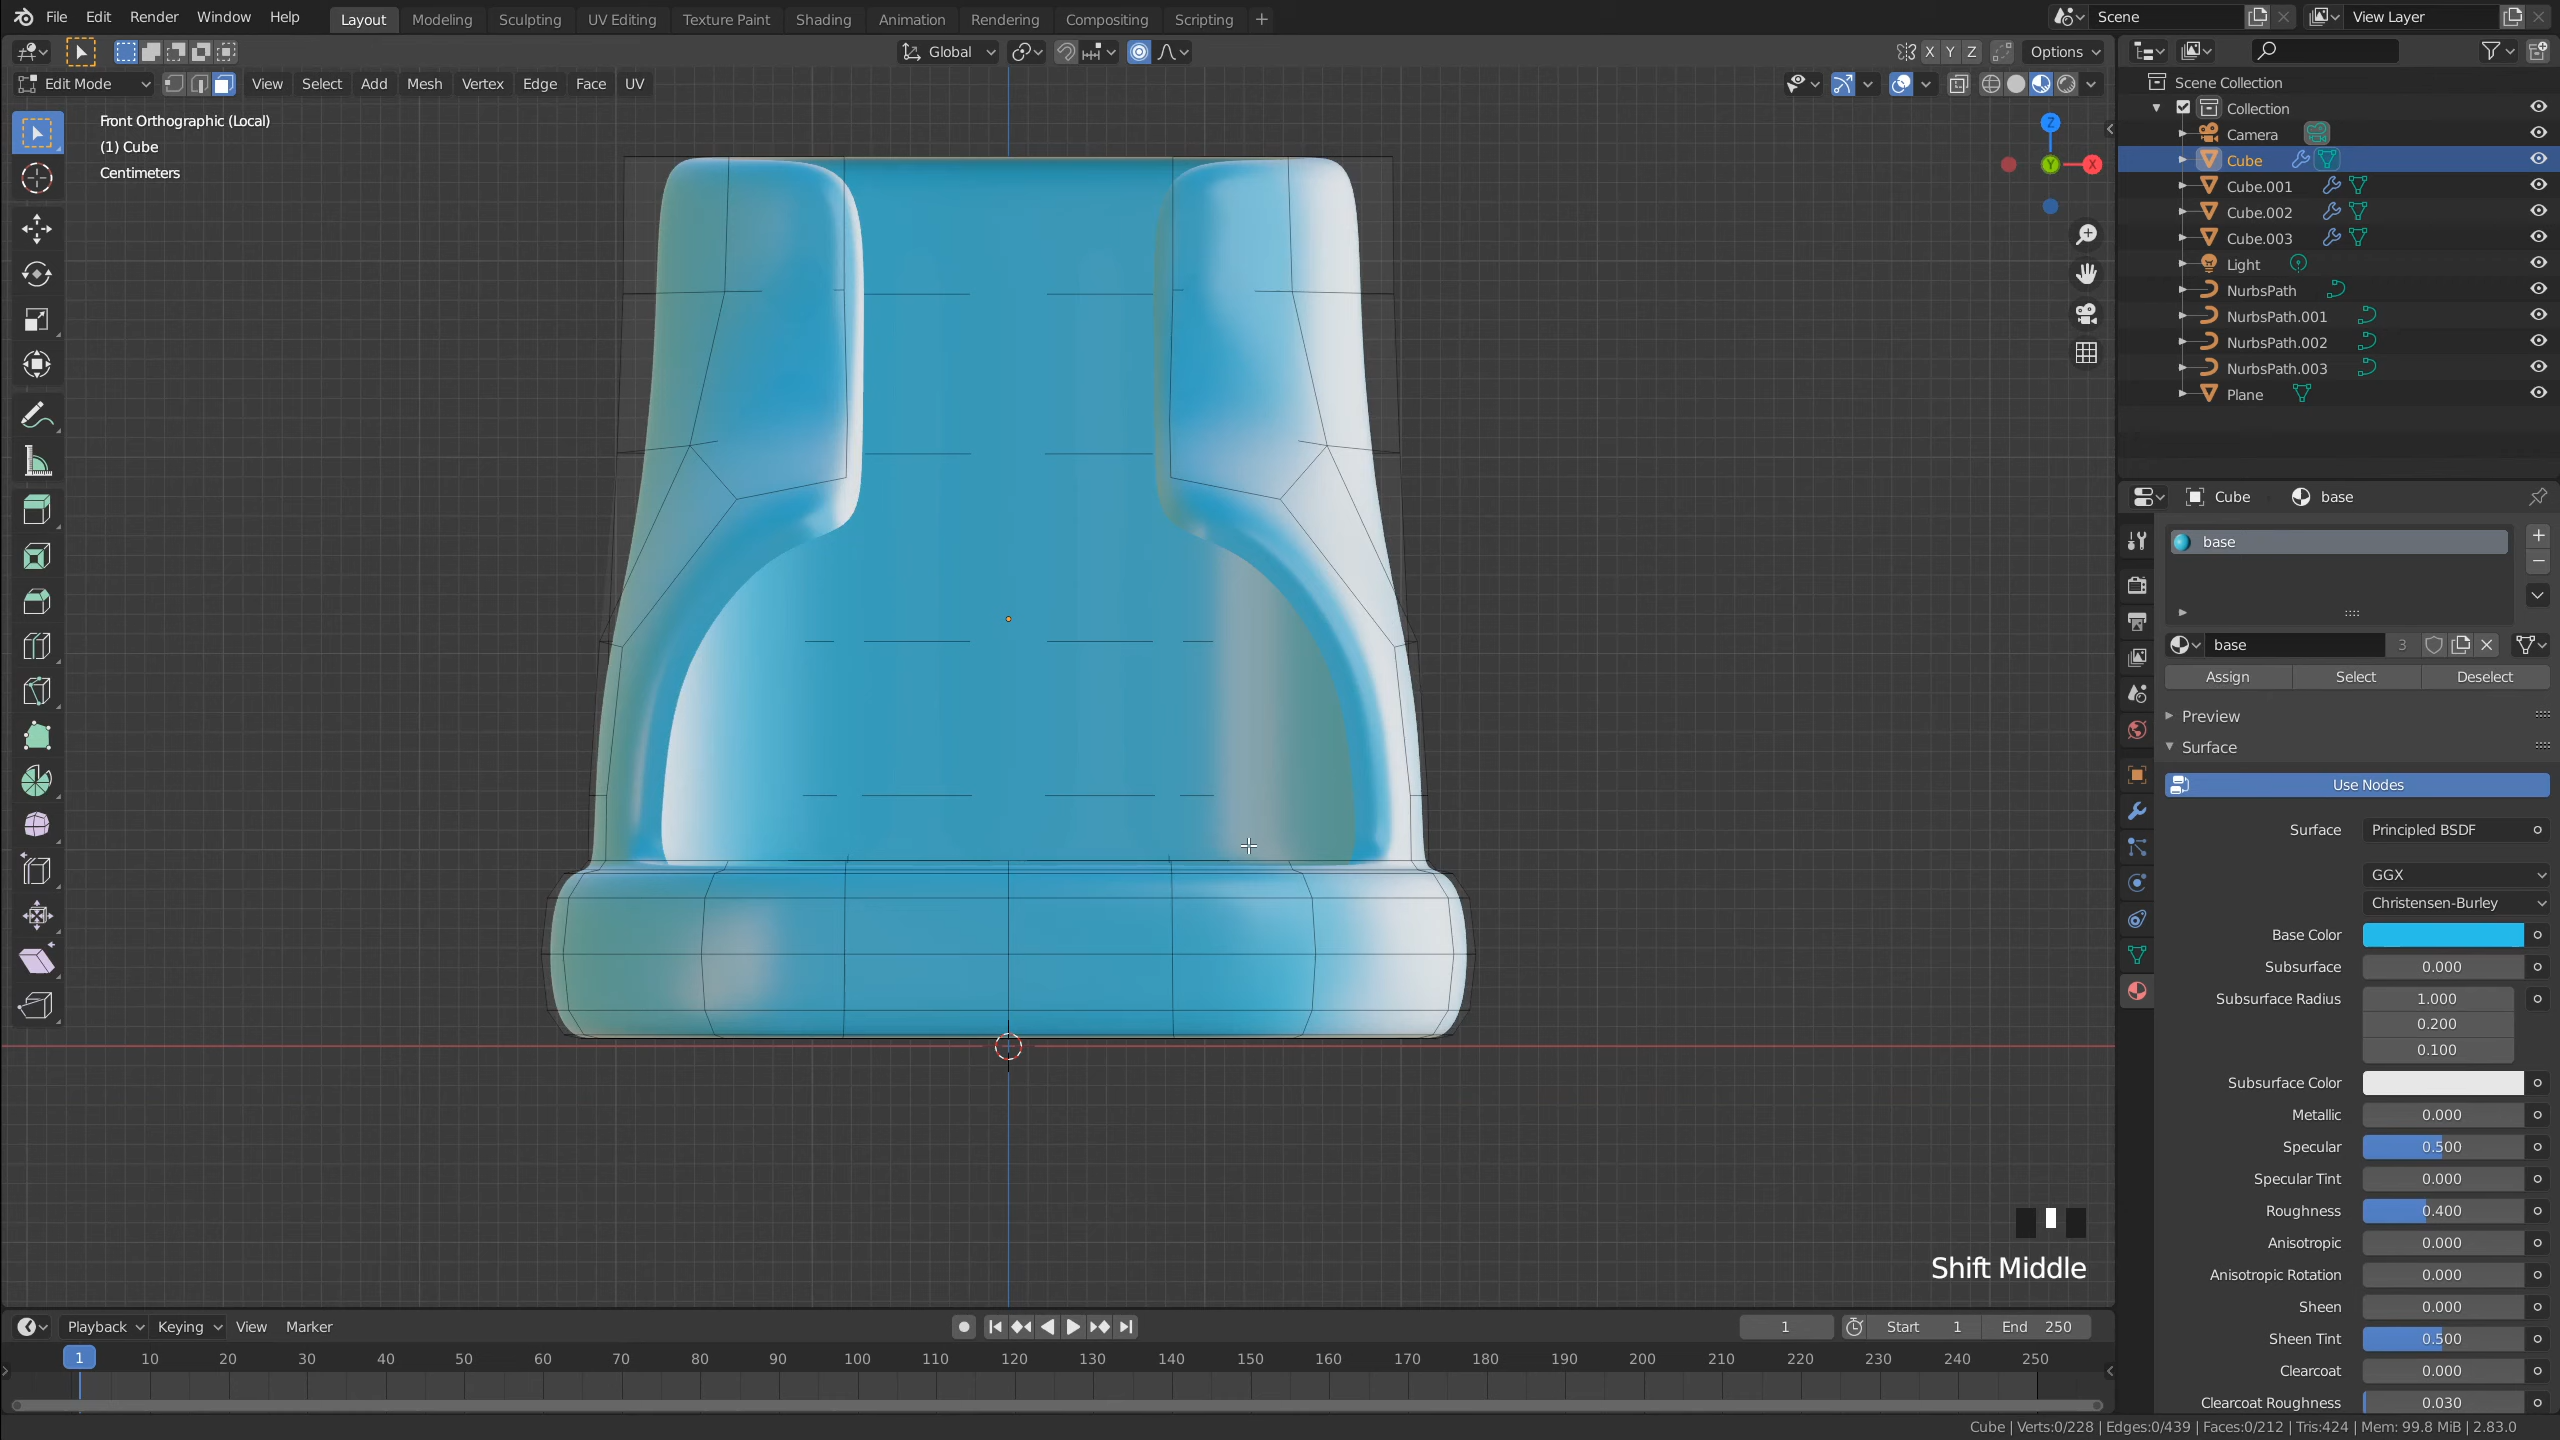 File Edit Render Window Help Layout Modeling Sculpting UV Editing Texture Paint Shading Animation Rendering Compositing Scripting + Scene View Layer
Global X Y Z Options
Edit Mode View Select Add Mesh Vertex Edge Face UV
Front Orthographic (Local)
(1) Cube
Centimeters
Z
X
Y
Shift Middle
Scene Collection
Collection
Camera
Cube
Cube.001
Cube.002
Cube.003
Light
NurbsPath
NurbsPath.001
NurbsPath.002
NurbsPath.003
Plane
Cube base
base
base 3
Assign Select Deselect
Preview
Surface
Use Nodes
Surface Principled BSDF
GGX
Christensen-Burley
Base Color
Subsurface 0.000
Subsurface Radius 1.000
0.200
0.100
Subsurface Color
Metallic 0.000
Specular 0.500
Specular Tint 0.000
Roughness 0.400
Anisotropic 0.000
Anisotropic Rotation 0.000
Sheen 0.000
Sheen Tint 0.500
Clearcoat 0.000
Clearcoat Roughness 0.030
Playback Keying View Marker 1 Start 1 End 250
1 10 20 30 40 50 60 70 80 90 100 110 120 130 140 150 160 170 180 190 200 210 220 230 240 250
Cube | Verts:0/228 | Edges:0/439 | Faces:0/212 | Tris:424 | Mem: 99.8 MiB | 2.83.0